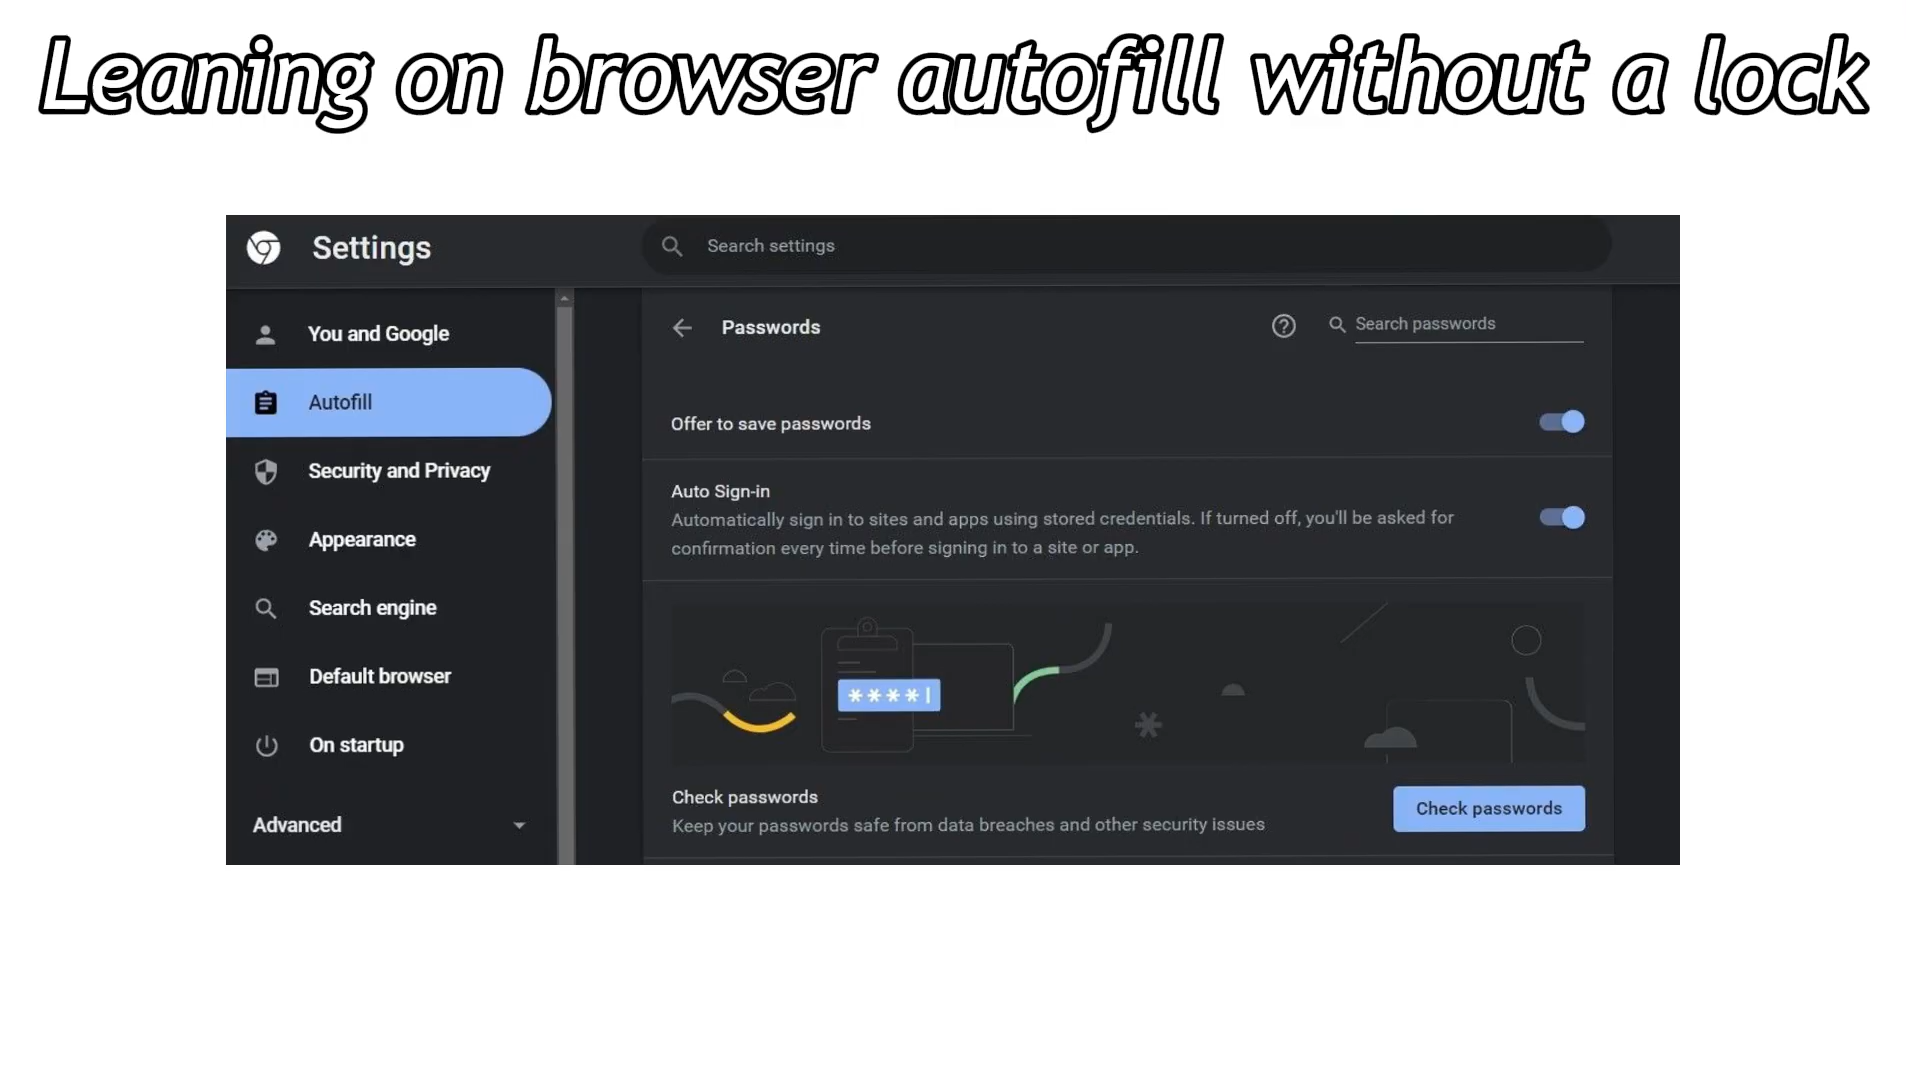 Leaning on browser autofill without a lock
Settings
Search settings
You and Google
Autofill
Security and Privacy
Appearance
Search engine
Default browser
On startup
Advanced
Passwords
Search passwords
Offer to save passwords
Auto Sign-in
Automatically sign in to sites and apps using stored credentials. If turned off, you'll be asked for
confirmation every time before signing in to a site or app.
****|
Check passwords
Keep your passwords safe from data breaches and other security issues
Check passwords